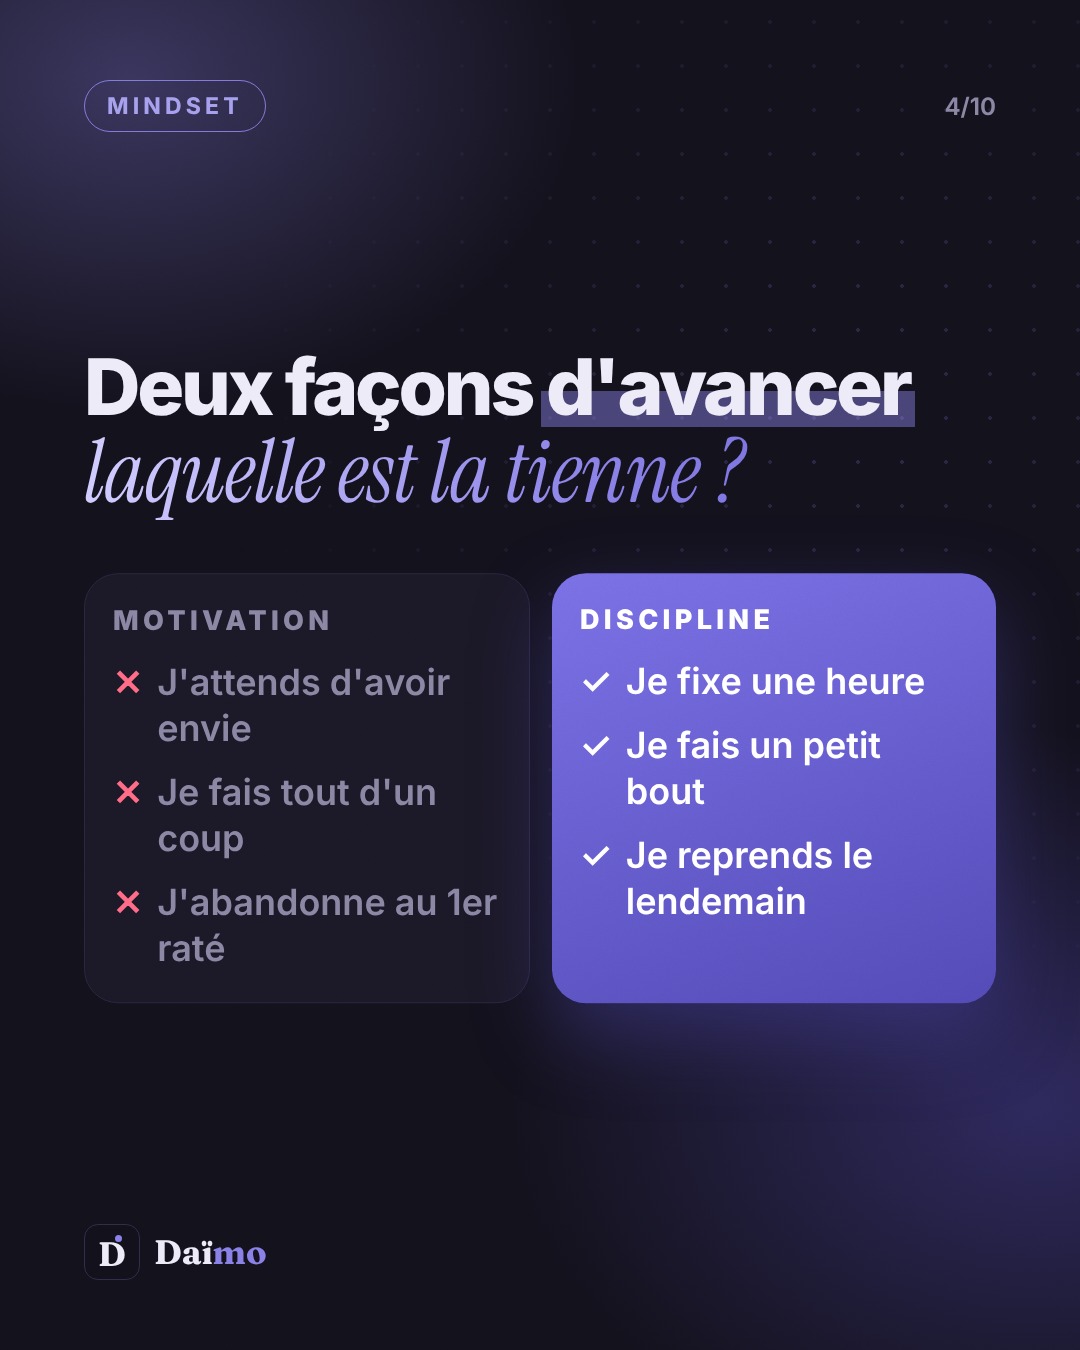 MINDSET
4/10
Deux façons d'avancer
laquelle est la tienne ?
MOTIVATION
✕ J'attends d'avoir
envie
✕ Je fais tout d'un
coup
✕ J'abandonne au 1er
raté
DISCIPLINE
✓ Je fixe une heure
✓ Je fais un petit
bout
✓ Je reprends le
lendemain
D
Daïmo